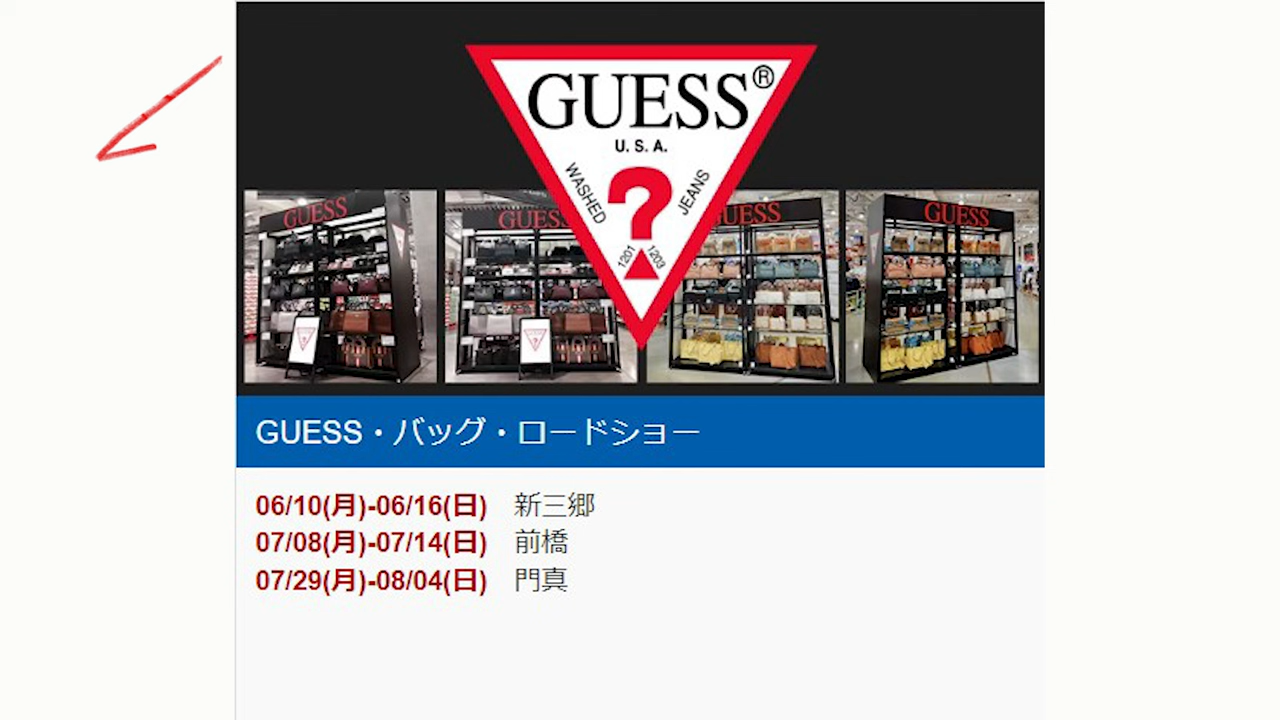 GUESS®
U. S. A.
WASHED ? JEANS
1201 1203
GUESS
GUESS
GUESS
GUESS
GUESS・バッグ・ロードショー
06/10(月)-06/16(日) 新三郷
07/08(月)-07/14(日) 前橋
07/29(月)-08/04(日) 門真